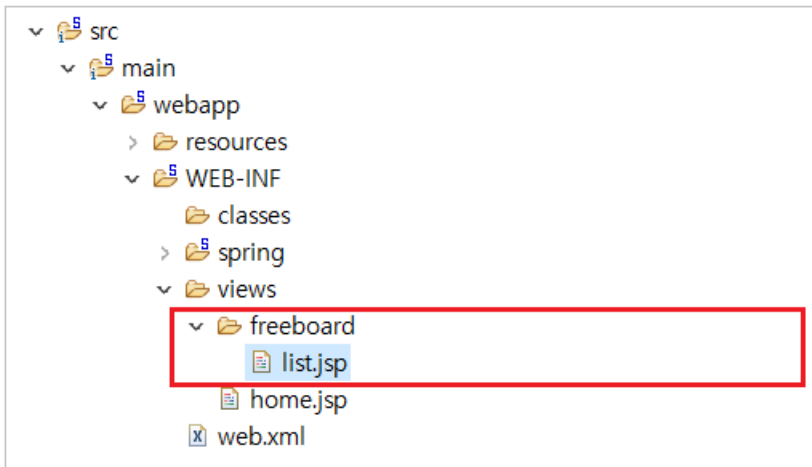 src
main
webapp
resources
WEB-INF
classes
spring
views
freeboard
list.jsp
home.jsp
web.xml